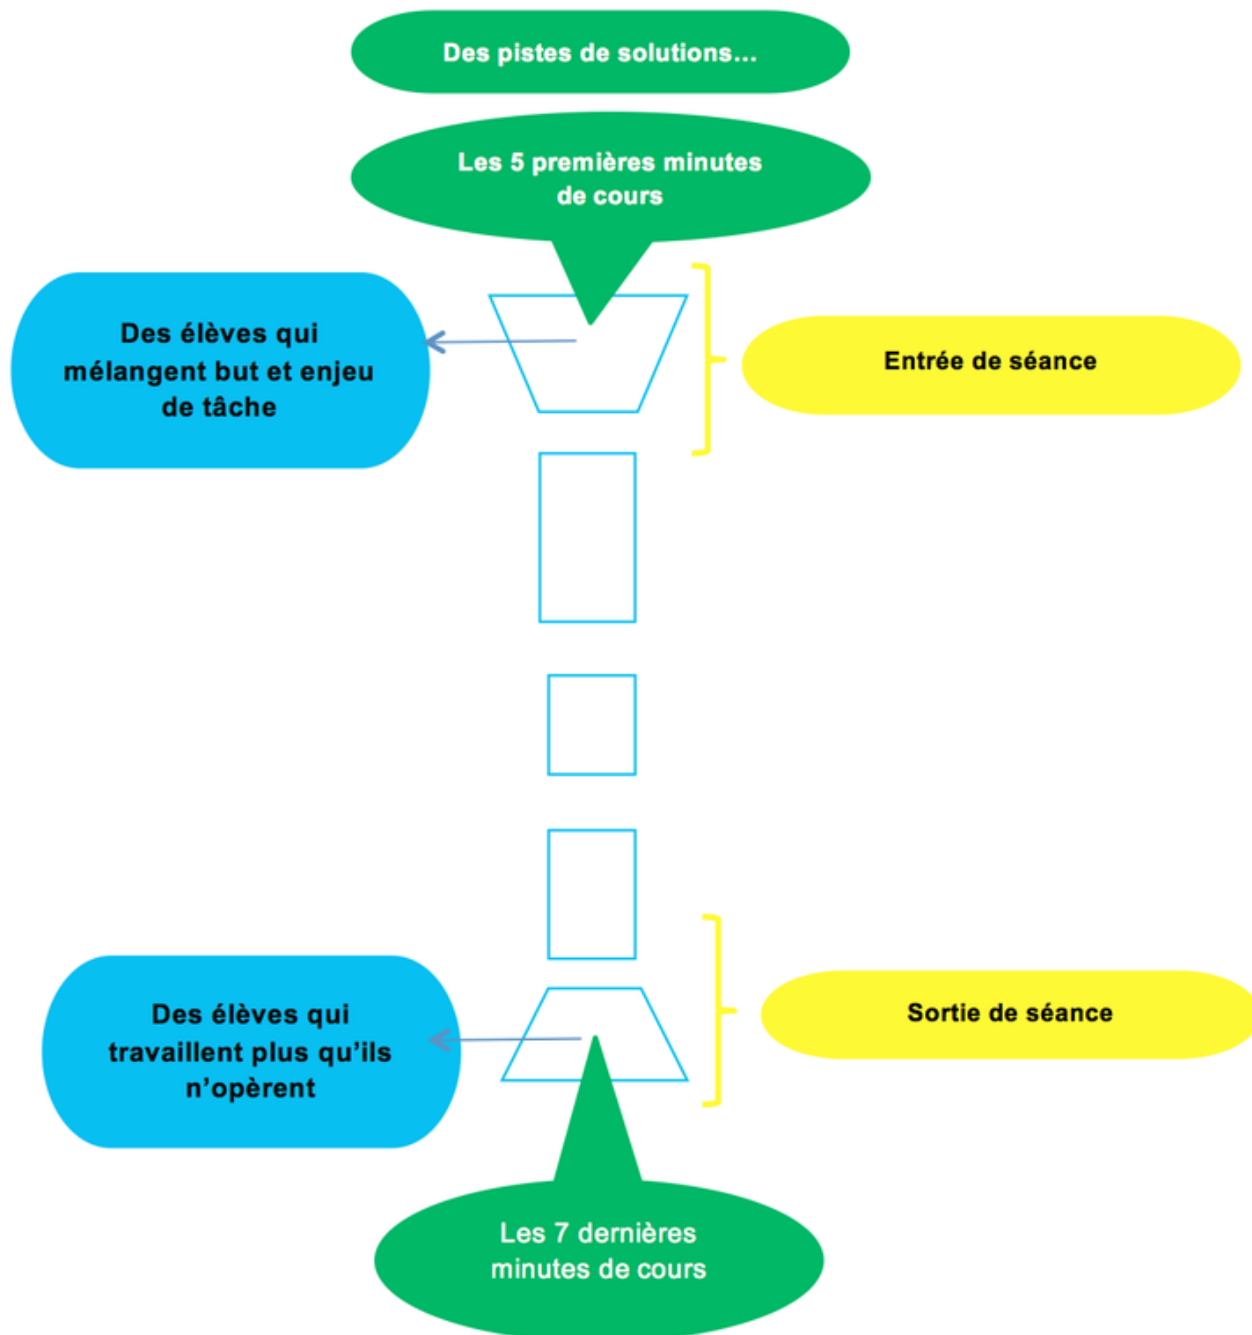 Des pistes de solutions...
Les 5 premières minutes
de cours
Des élèves qui
mélangent but et enjeu
de tâche
Entrée de séance
Des élèves qui
travaillent plus qu’ils
n’opèrent
Sortie de séance
Les 7 dernières
minutes de cours